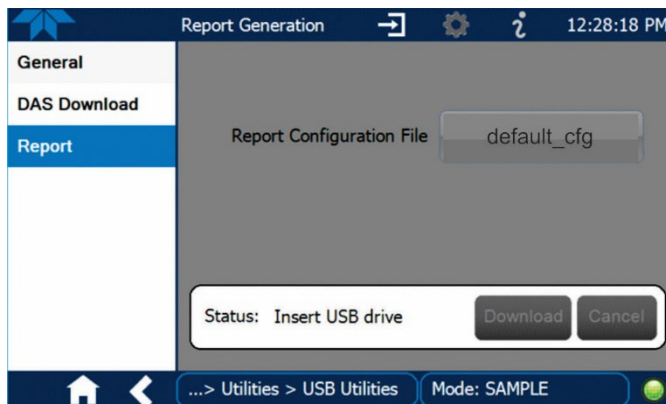 Report Generation
12:28:18 PM
General
DAS Download
Report
Report Configuration File
default_cfg
Status: Insert USB drive
Download
Cancel
...> Utilities > USB Utilities
Mode: SAMPLE